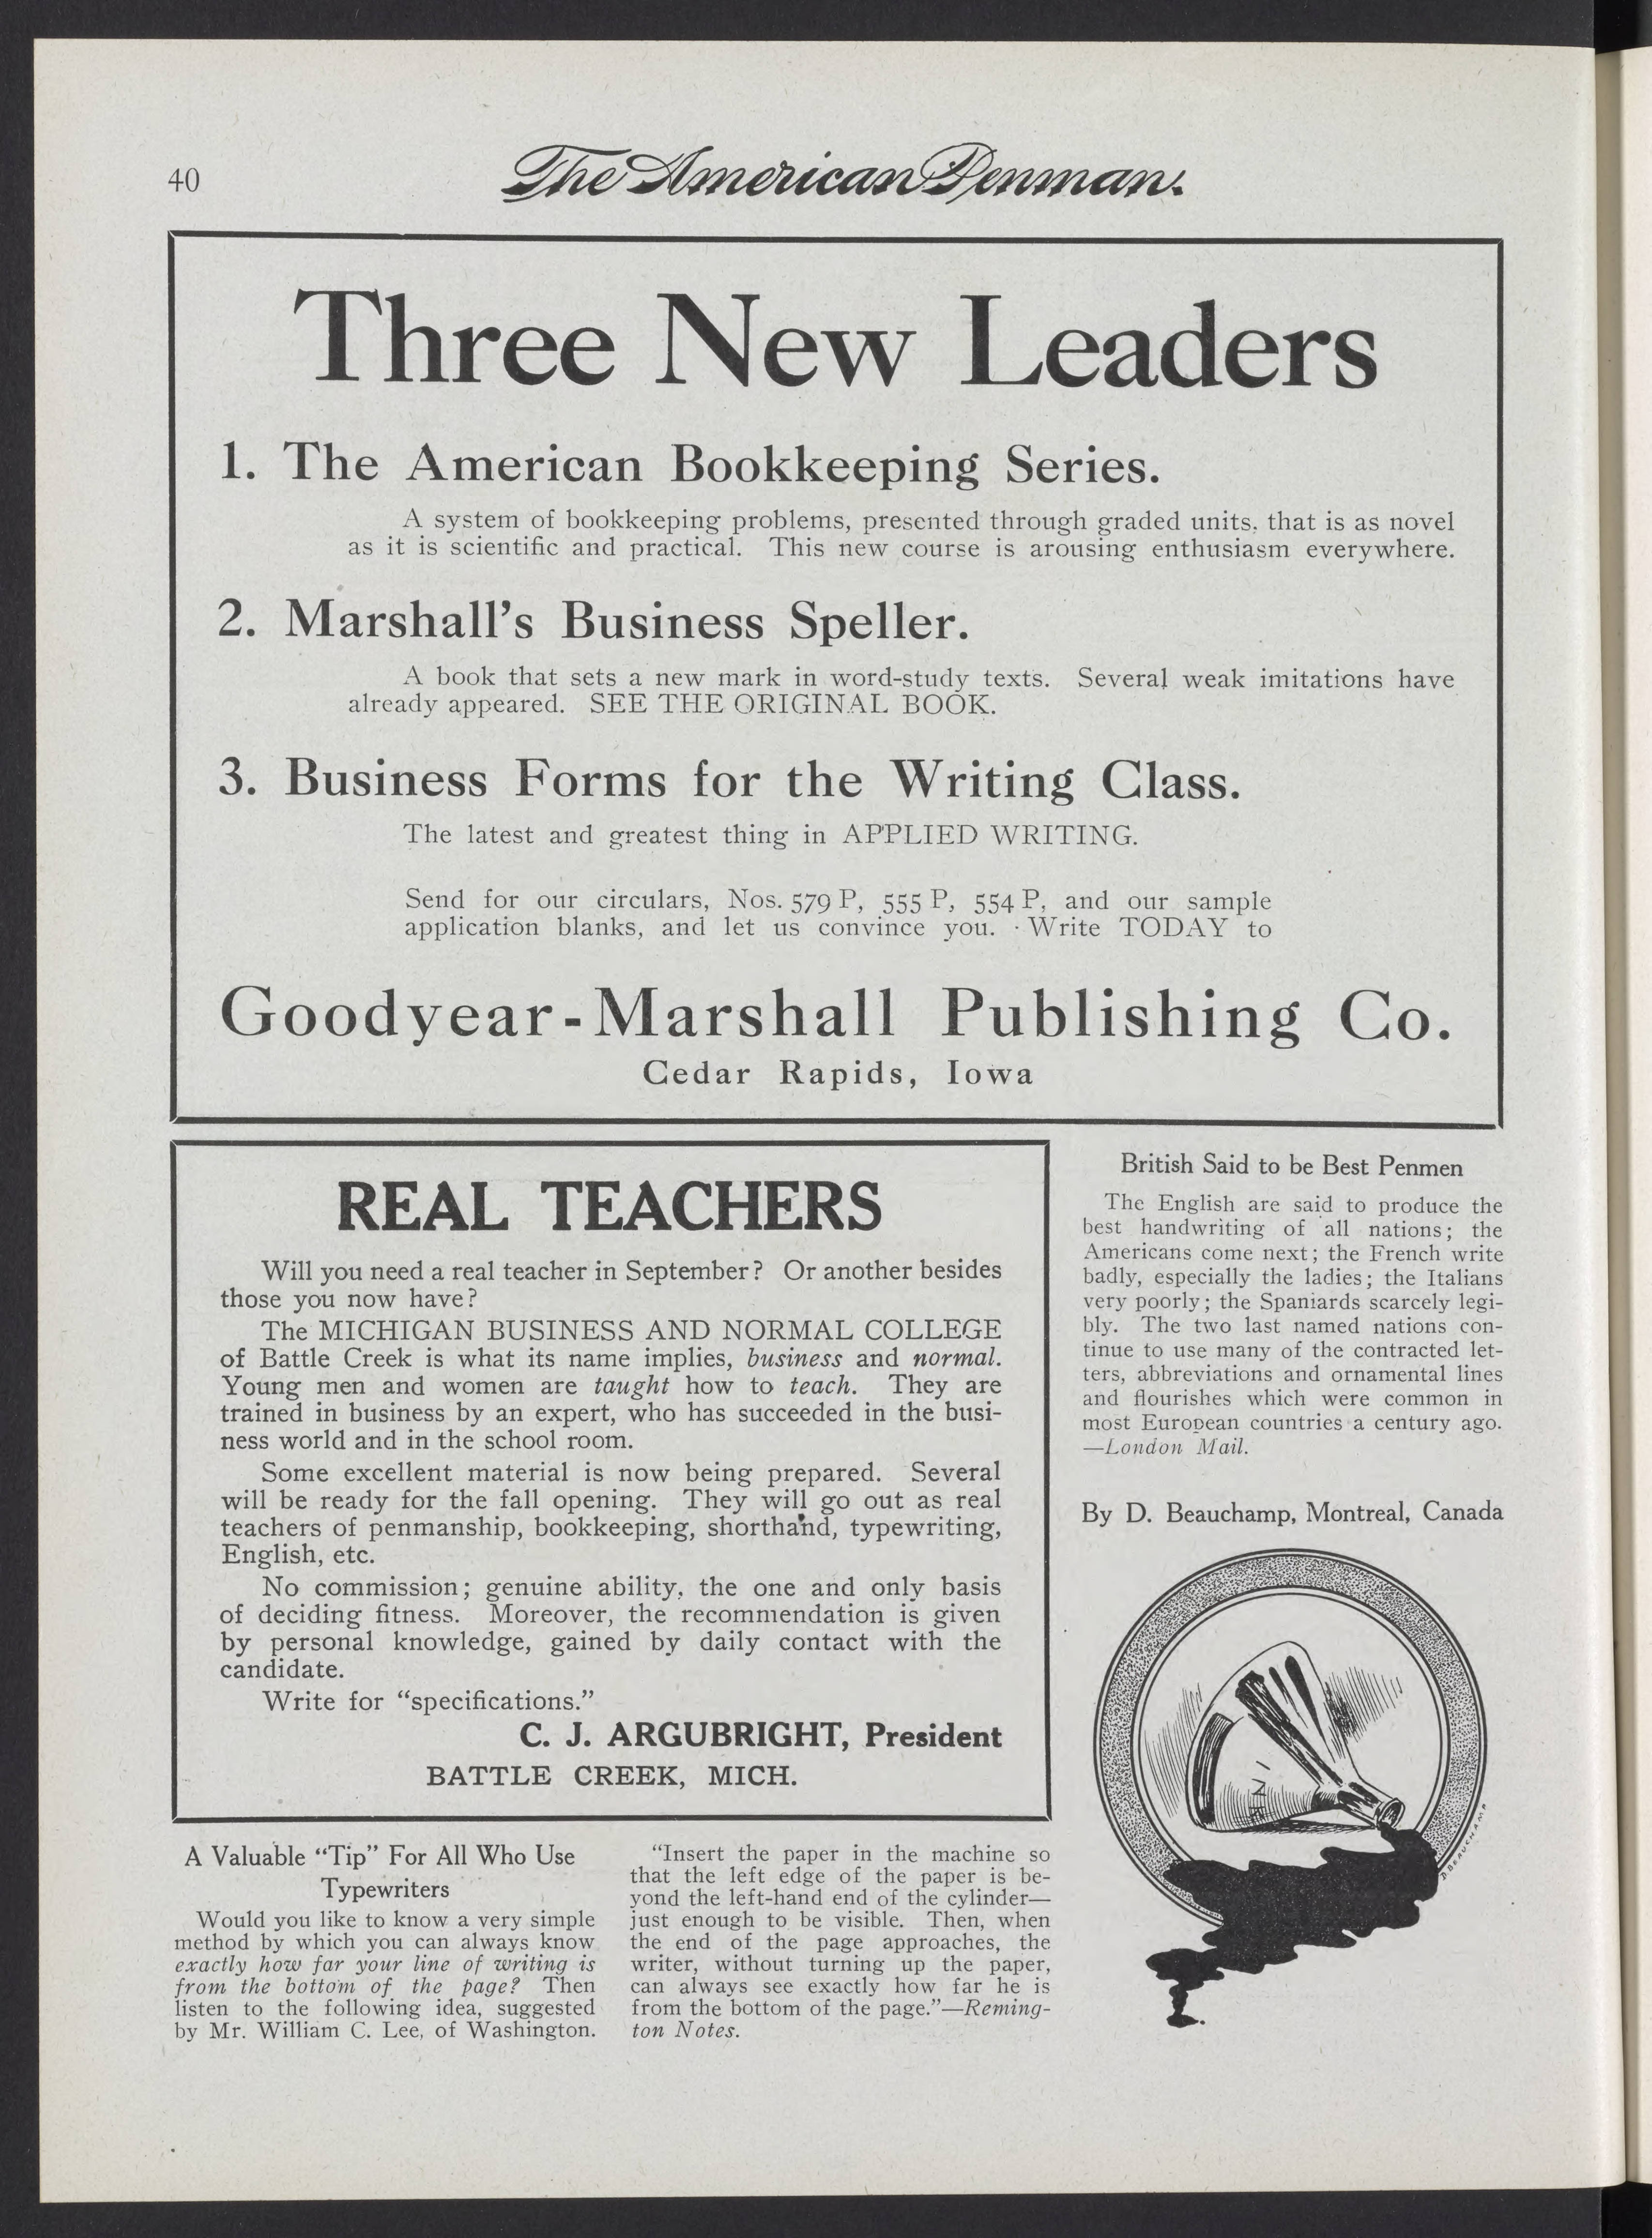 40
The American Penman.
Three New Leaders
1. The American Bookkeeping Series.
A system of bookkeeping problems, presented through graded units, that is as novel
as it is scientific and practical. This new course is arousing enthusiasm everywhere.
2. Marshall's Business Speller.
A book that sets a new mark in word-study texts. Several weak imitations have
already appeared. SEE THE ORIGINAL BOOK.
3. Business Forms for the Writing Class.
The latest and greatest thing in APPLIED WRITING.
Send for our circulars, Nos. 579 P, 555 P, 554 P, and our sample
application blanks, and let us convince you. Write TODAY to
Goodyear-Marshall Publishing Co.
Cedar Rapids, Iowa
REAL TEACHERS
Will you need a real teacher in September? Or another besides
those you now have?
The MICHIGAN BUSINESS AND NORMAL COLLEGE
of Battle Creek is what its name implies, business and normal.
Young men and women are taught how to teach. They are
trained in business by an expert, who has succeeded in the busi-
ness world and in the school room.
Some excellent material is now being prepared. Several
will be ready for the fall opening. They will go out as real
teachers of penmanship, bookkeeping, shorthand, typewriting,
English, etc.
No commission; genuine ability, the one and only basis
of deciding fitness. Moreover, the recommendation is given
by personal knowledge, gained by daily contact with the
candidate.
Write for "specifications."
C. J. ARGUBRIGHT, President
BATTLE CREEK, MICH.
A Valuable "Tip" For All Who Use
Typewriters
Would you like to know a very simple
method by which you can always know
exactly how far your line of writing is
from the bottom of the page? Then
listen to the following idea, suggested
by Mr. William C. Lee, of Washington.
"Insert the paper in the machine so
that the left edge of the paper is be-
yond the left-hand end of the cylinder—
just enough to be visible. Then, when
the end of the page approaches, the
writer, without turning up the paper,
can always see exactly how far he is
from the bottom of the page."—Reming-
ton Notes.
British Said to be Best Penmen
The English are said to produce the
best handwriting of all nations; the
Americans come next; the French write
badly, especially the ladies; the Italians
very poorly; the Spaniards scarcely legi-
bly. The two last named nations con-
tinue to use many of the contracted let-
ters, abbreviations and ornamental lines
and flourishes which were common in
most European countries a century ago.
—London Mail.
By D. Beauchamp, Montreal, Canada
INK
D. BEAUCHAMP